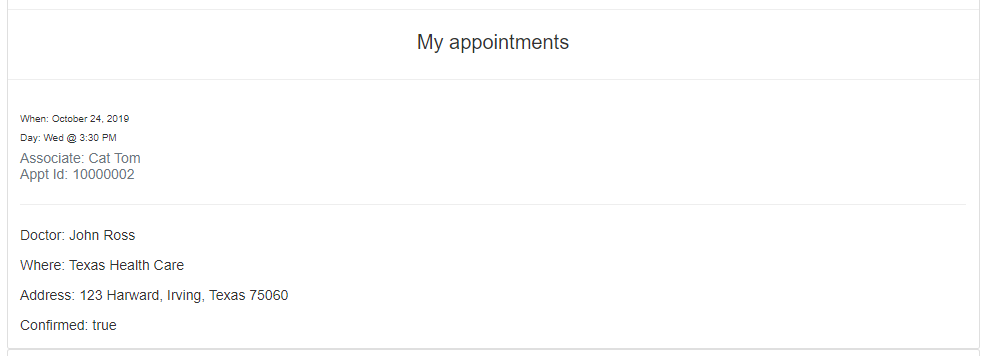 My appointments
When: October 24, 2019
Day: Wed @ 3:30 PM
Associate: Cat Tom
Appt Id: 10000002
Doctor: John Ross
Where: Texas Health Care
Address: 123 Harward, Irving, Texas 75060
Confirmed: true